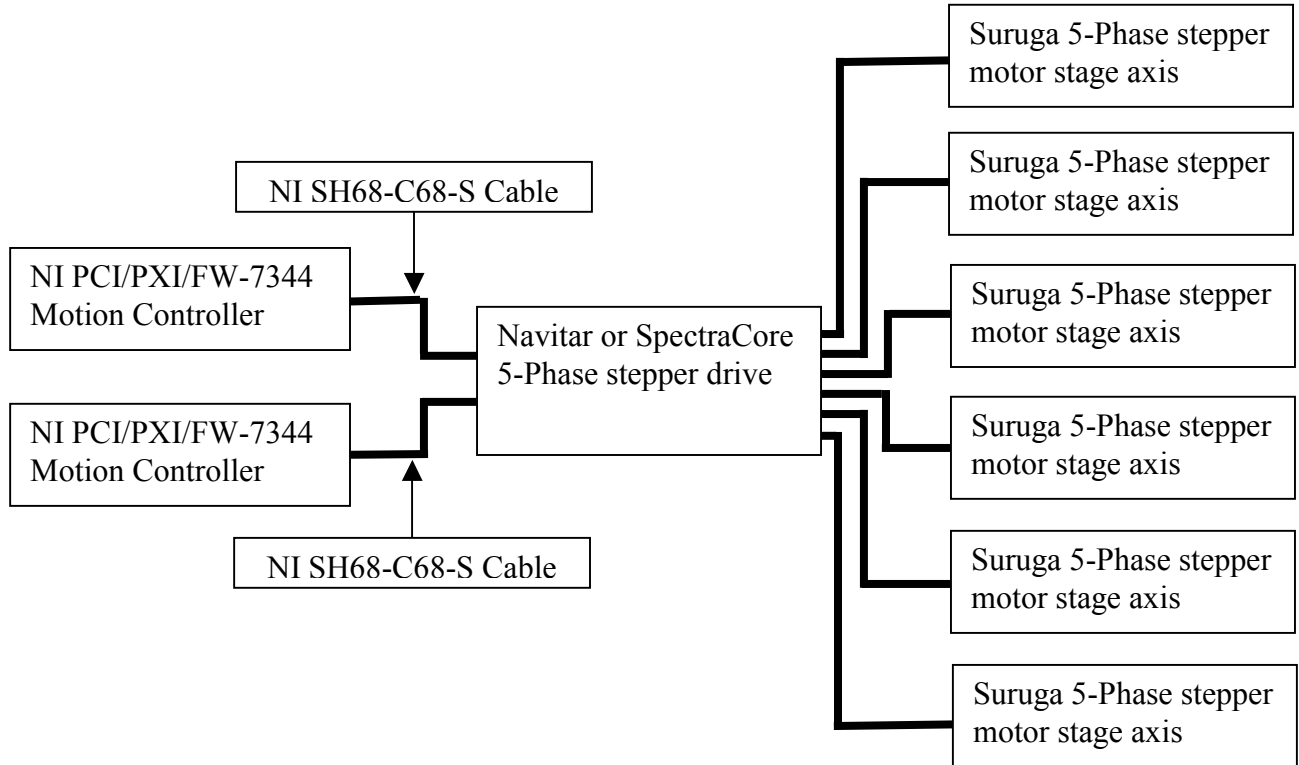 NI SH68-C68-S Cable
NI PCI/PXI/FW-7344
Motion Controller
NI PCI/PXI/FW-7344
Motion Controller
NI SH68-C68-S Cable
Navitar or SpectraCore
5-Phase stepper drive
Suruga 5-Phase stepper
motor stage axis
Suruga 5-Phase stepper
motor stage axis
Suruga 5-Phase stepper
motor stage axis
Suruga 5-Phase stepper
motor stage axis
Suruga 5-Phase stepper
motor stage axis
Suruga 5-Phase stepper
motor stage axis